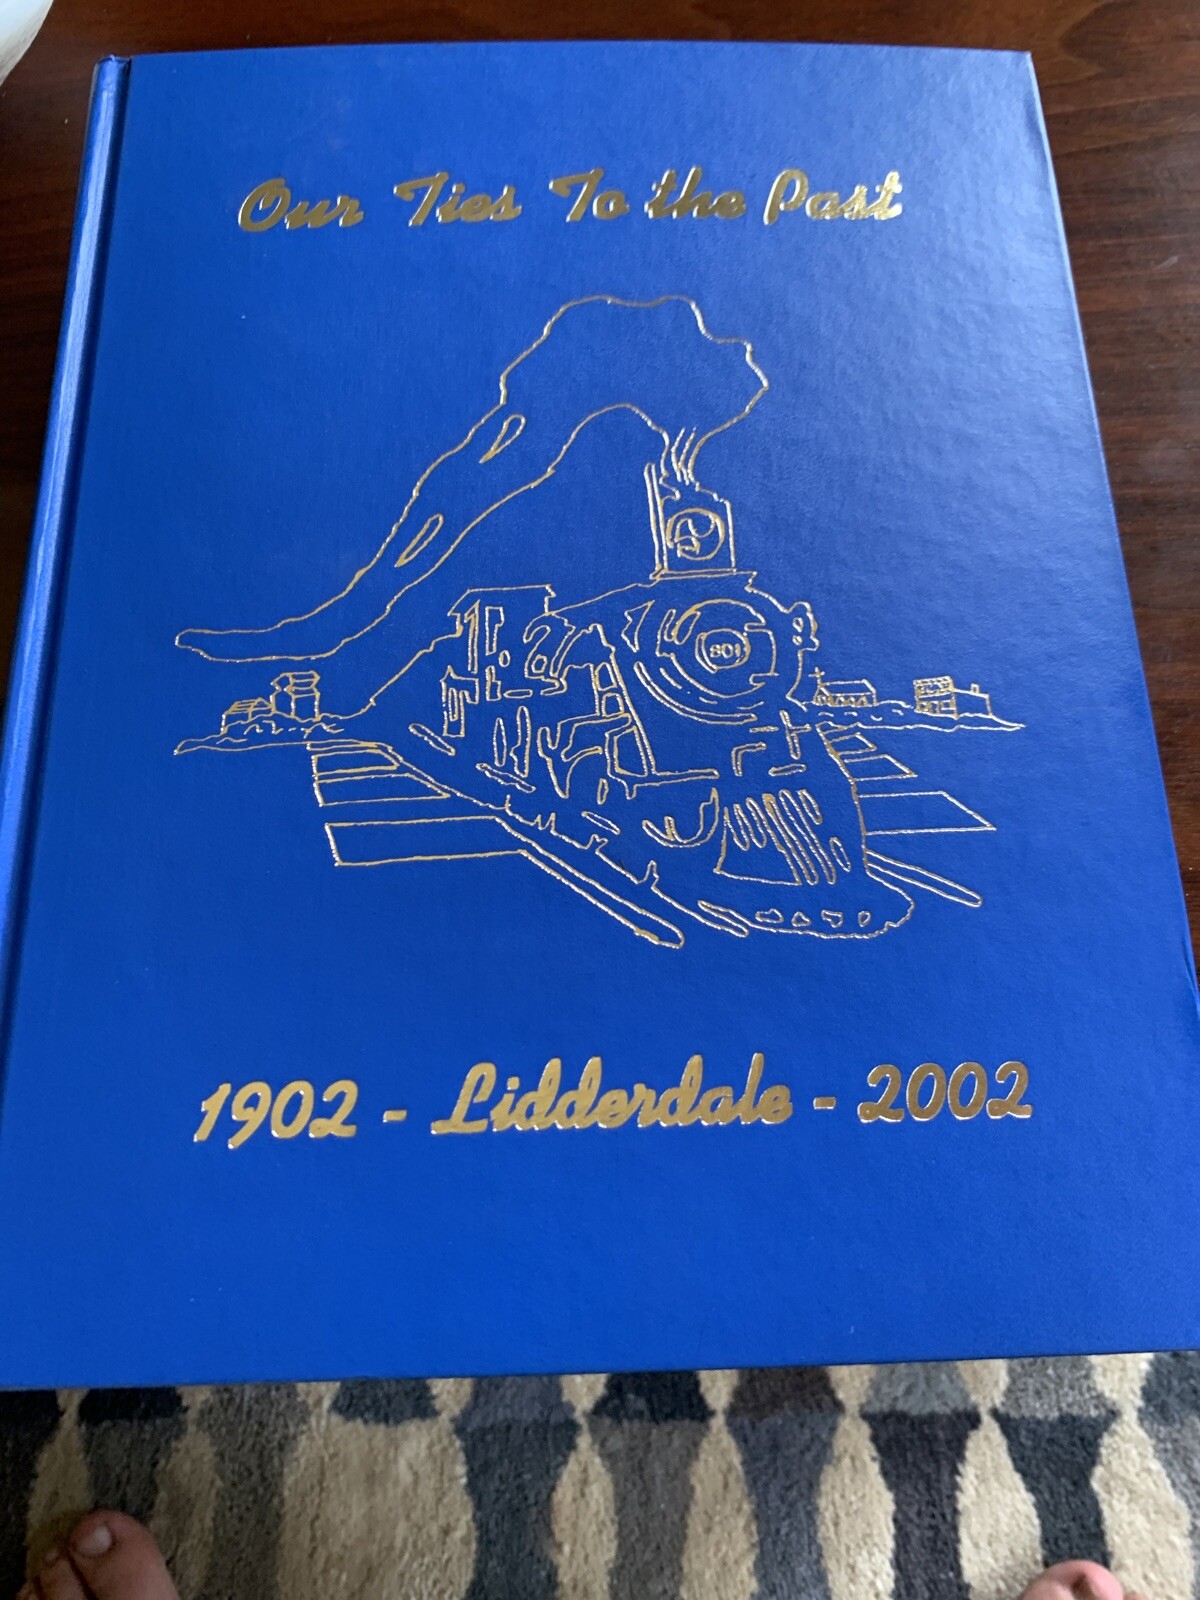 Our Ties To the Past
801
1902 - Lidderdale - 2002